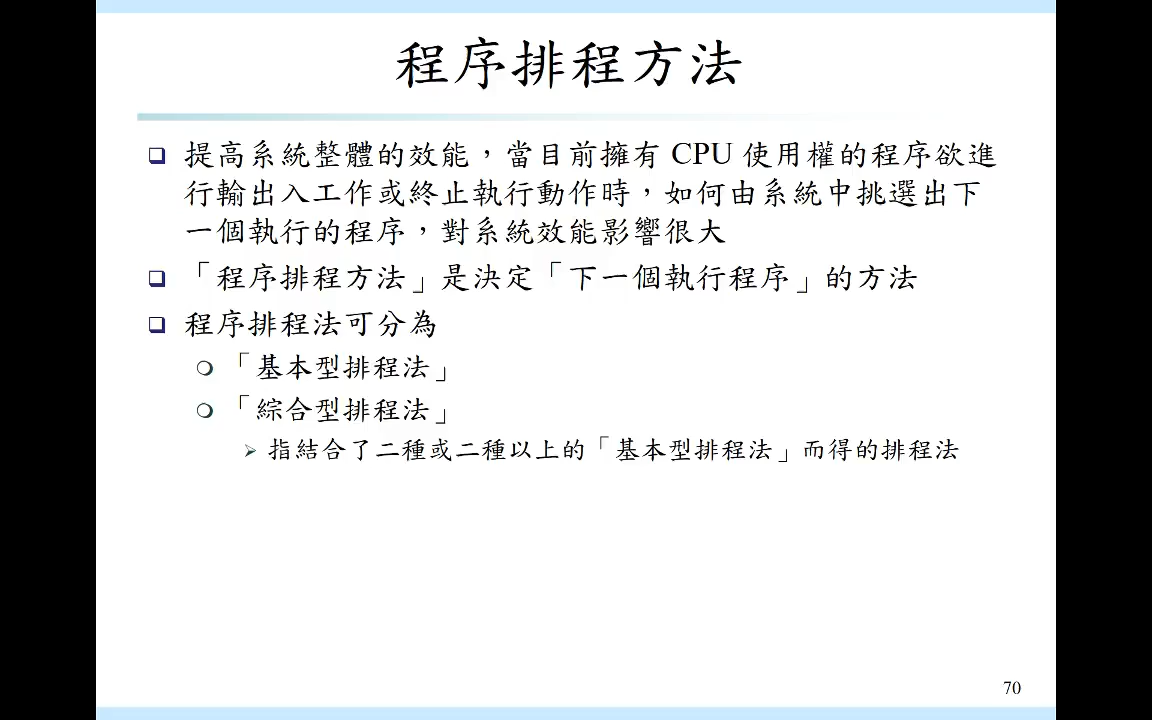 程序排程方法
❑ 提高系統整體的效能，當目前擁有 CPU 使用權的程序欲進
行輸出入工作或終止執行動作時，如何由系統中挑選出下
一個執行的程序，對系統效能影響很大
❑ 「程序排程方法」是決定「下一個執行程序」的方法
❑ 程序排程法可分為
❍ 「基本型排程法」
❍ 「綜合型排程法」
➢ 指結合了二種或二種以上的「基本型排程法」而得的排程法
70